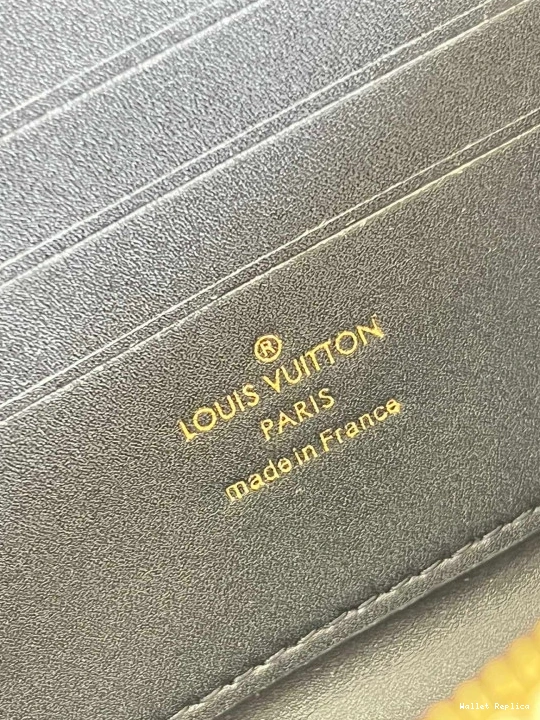 ®
LOUIS VUITTON
PARIS
made in France
Wallet Replica